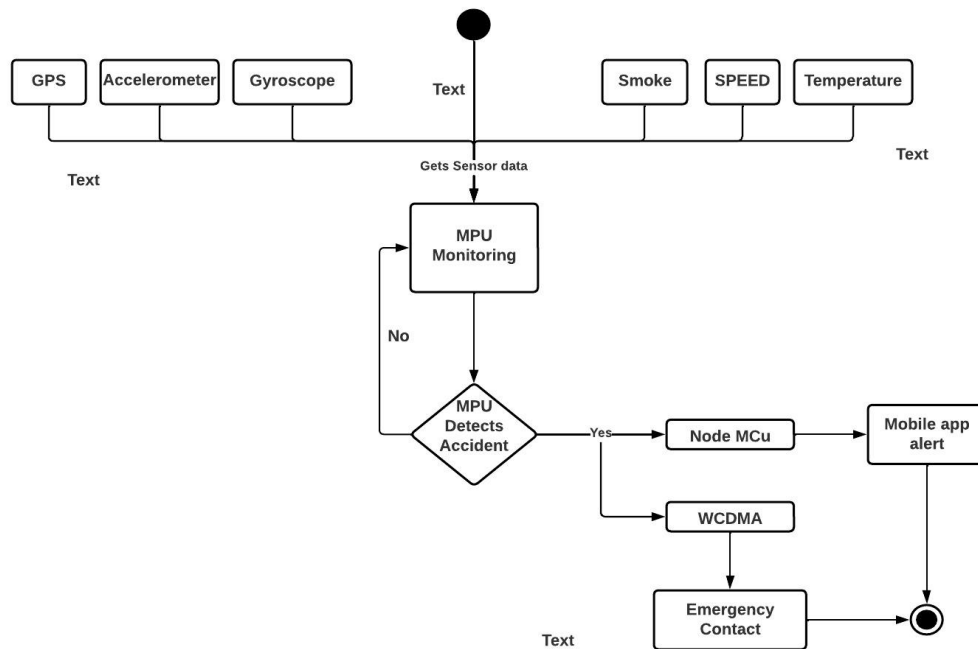 GPS
Accelerometer
Gyroscope
Text
Smoke
SPEED
Temperature
Text
Text
Gets Sensor data
MPU
Monitoring
No
MPU
Detects
Accident
Yes
Node MCu
Mobile app
alert
WCDMA
Emergency
Contact
Text